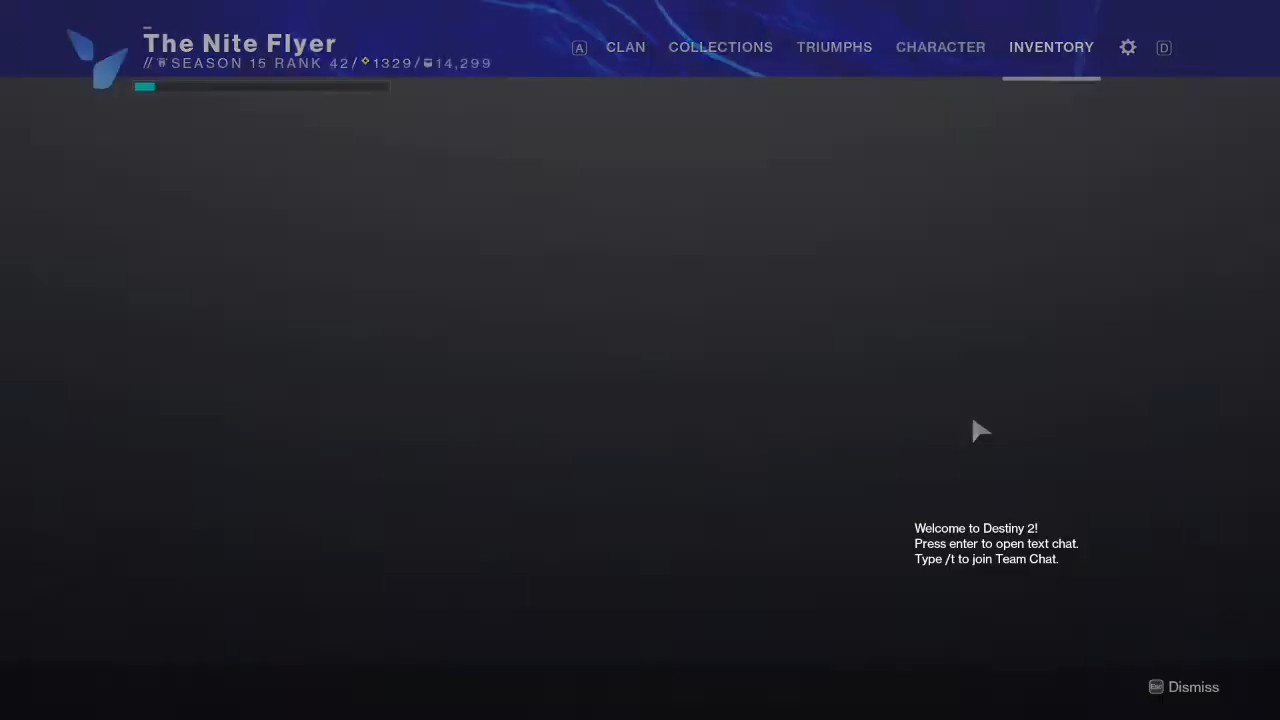 The Nite Flyer
// SEASON 15 RANK 42/1329/14,299
A CLAN COLLECTIONS TRIUMPHS CHARACTER INVENTORY D
Welcome to Destiny 2!
Press enter to open text chat.
Type /t to join Team Chat.
Esc Dismiss